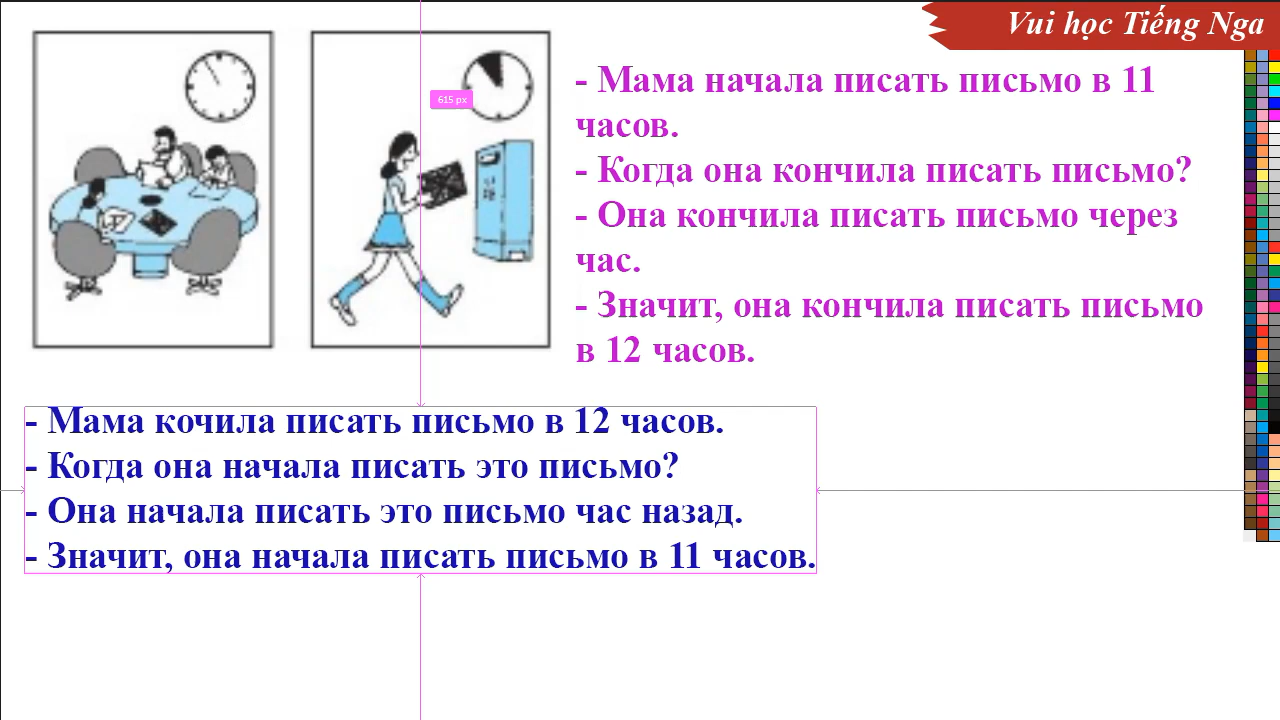 Vui học Tiếng Nga
615 px
- Мама начала писать письмо в 11
часов.
- Когда она кончила писать письмо?
- Она кончила писать письмо через
час.
- Значит, она кончила писать письмо
в 12 часов.
- Мама кочила писать письмо в 12 часов.
- Когда она начала писать это письмо?
- Она начала писать это письмо час назад.
- Значит, она начала писать письмо в 11 часов.